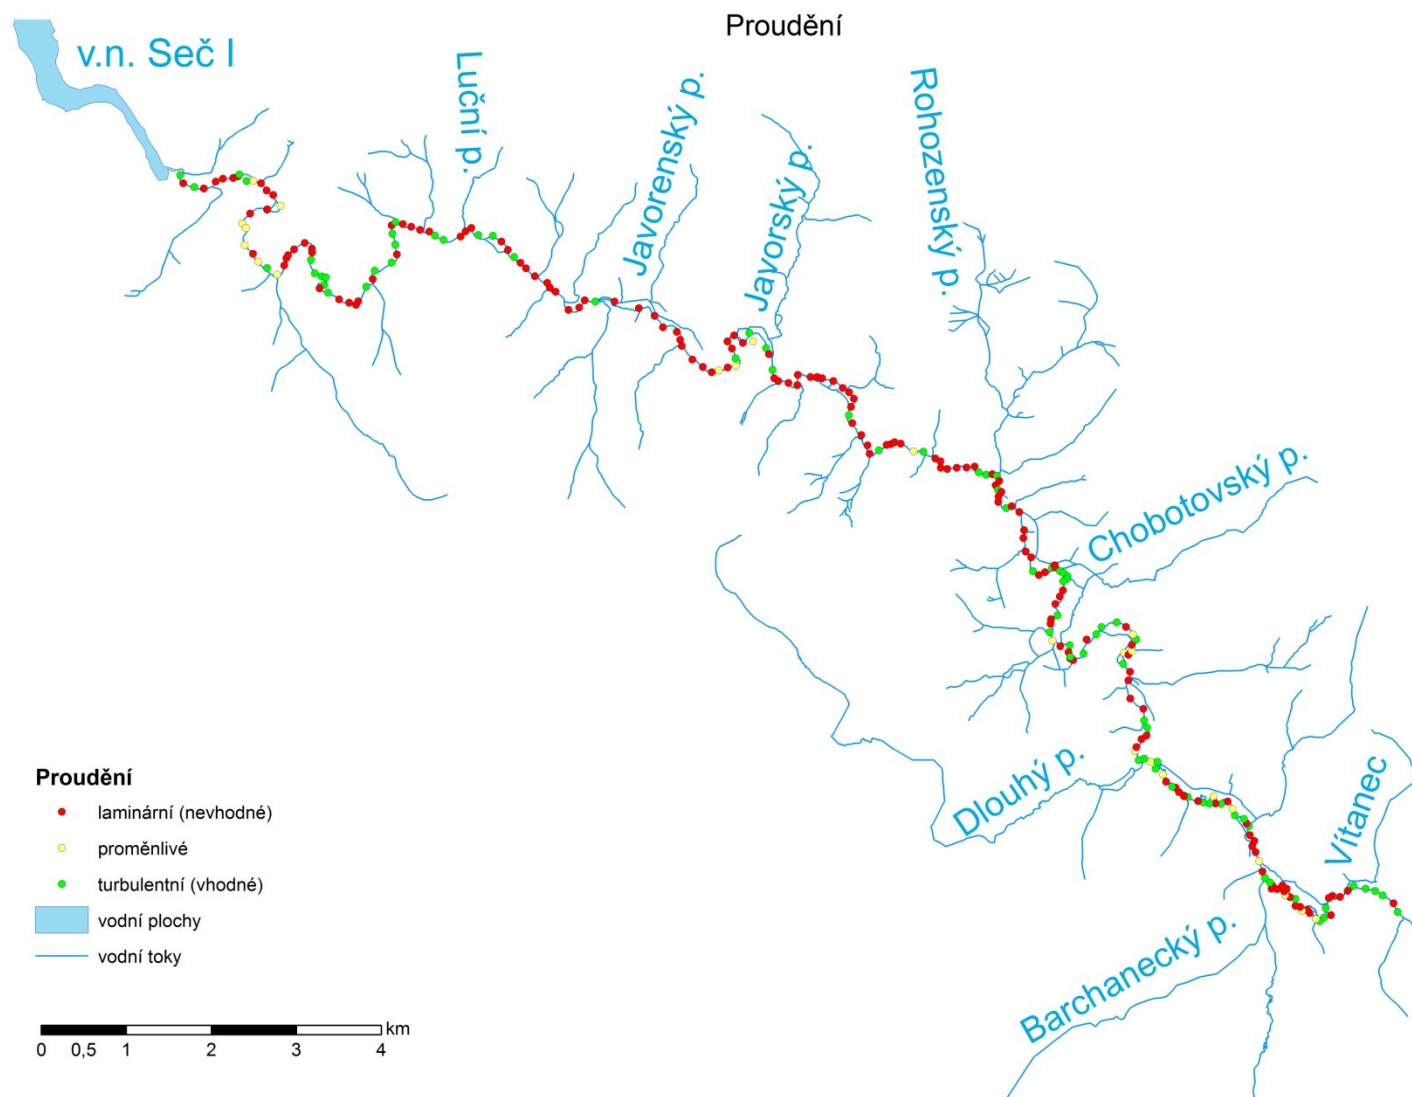 Proudění
v.n. Seč I
Luční p.
Javorenský p.
Javorský p.
Rohozenský p.
Chobotovský p.
Dlouhý p.
Vítanec
Barchanecký p.
Proudění
laminární (nevhodné)
proměnlivé
turbulentní (vhodné)
vodní plochy
vodní toky
km
0 0,5 1 2 3 4